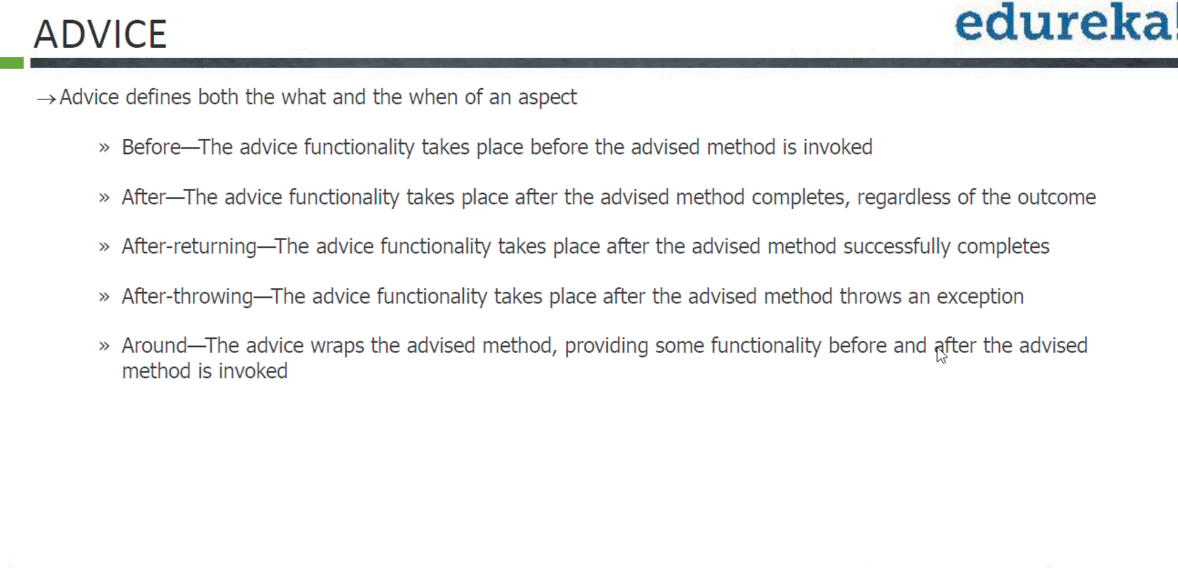 ADVICE
edureka!
→Advice defines both the what and the when of an aspect
» Before—The advice functionality takes place before the advised method is invoked
» After—The advice functionality takes place after the advised method completes, regardless of the outcome
» After-returning—The advice functionality takes place after the advised method successfully completes
» After-throwing—The advice functionality takes place after the advised method throws an exception
» Around—The advice wraps the advised method, providing some functionality before and after the advised
method is invoked